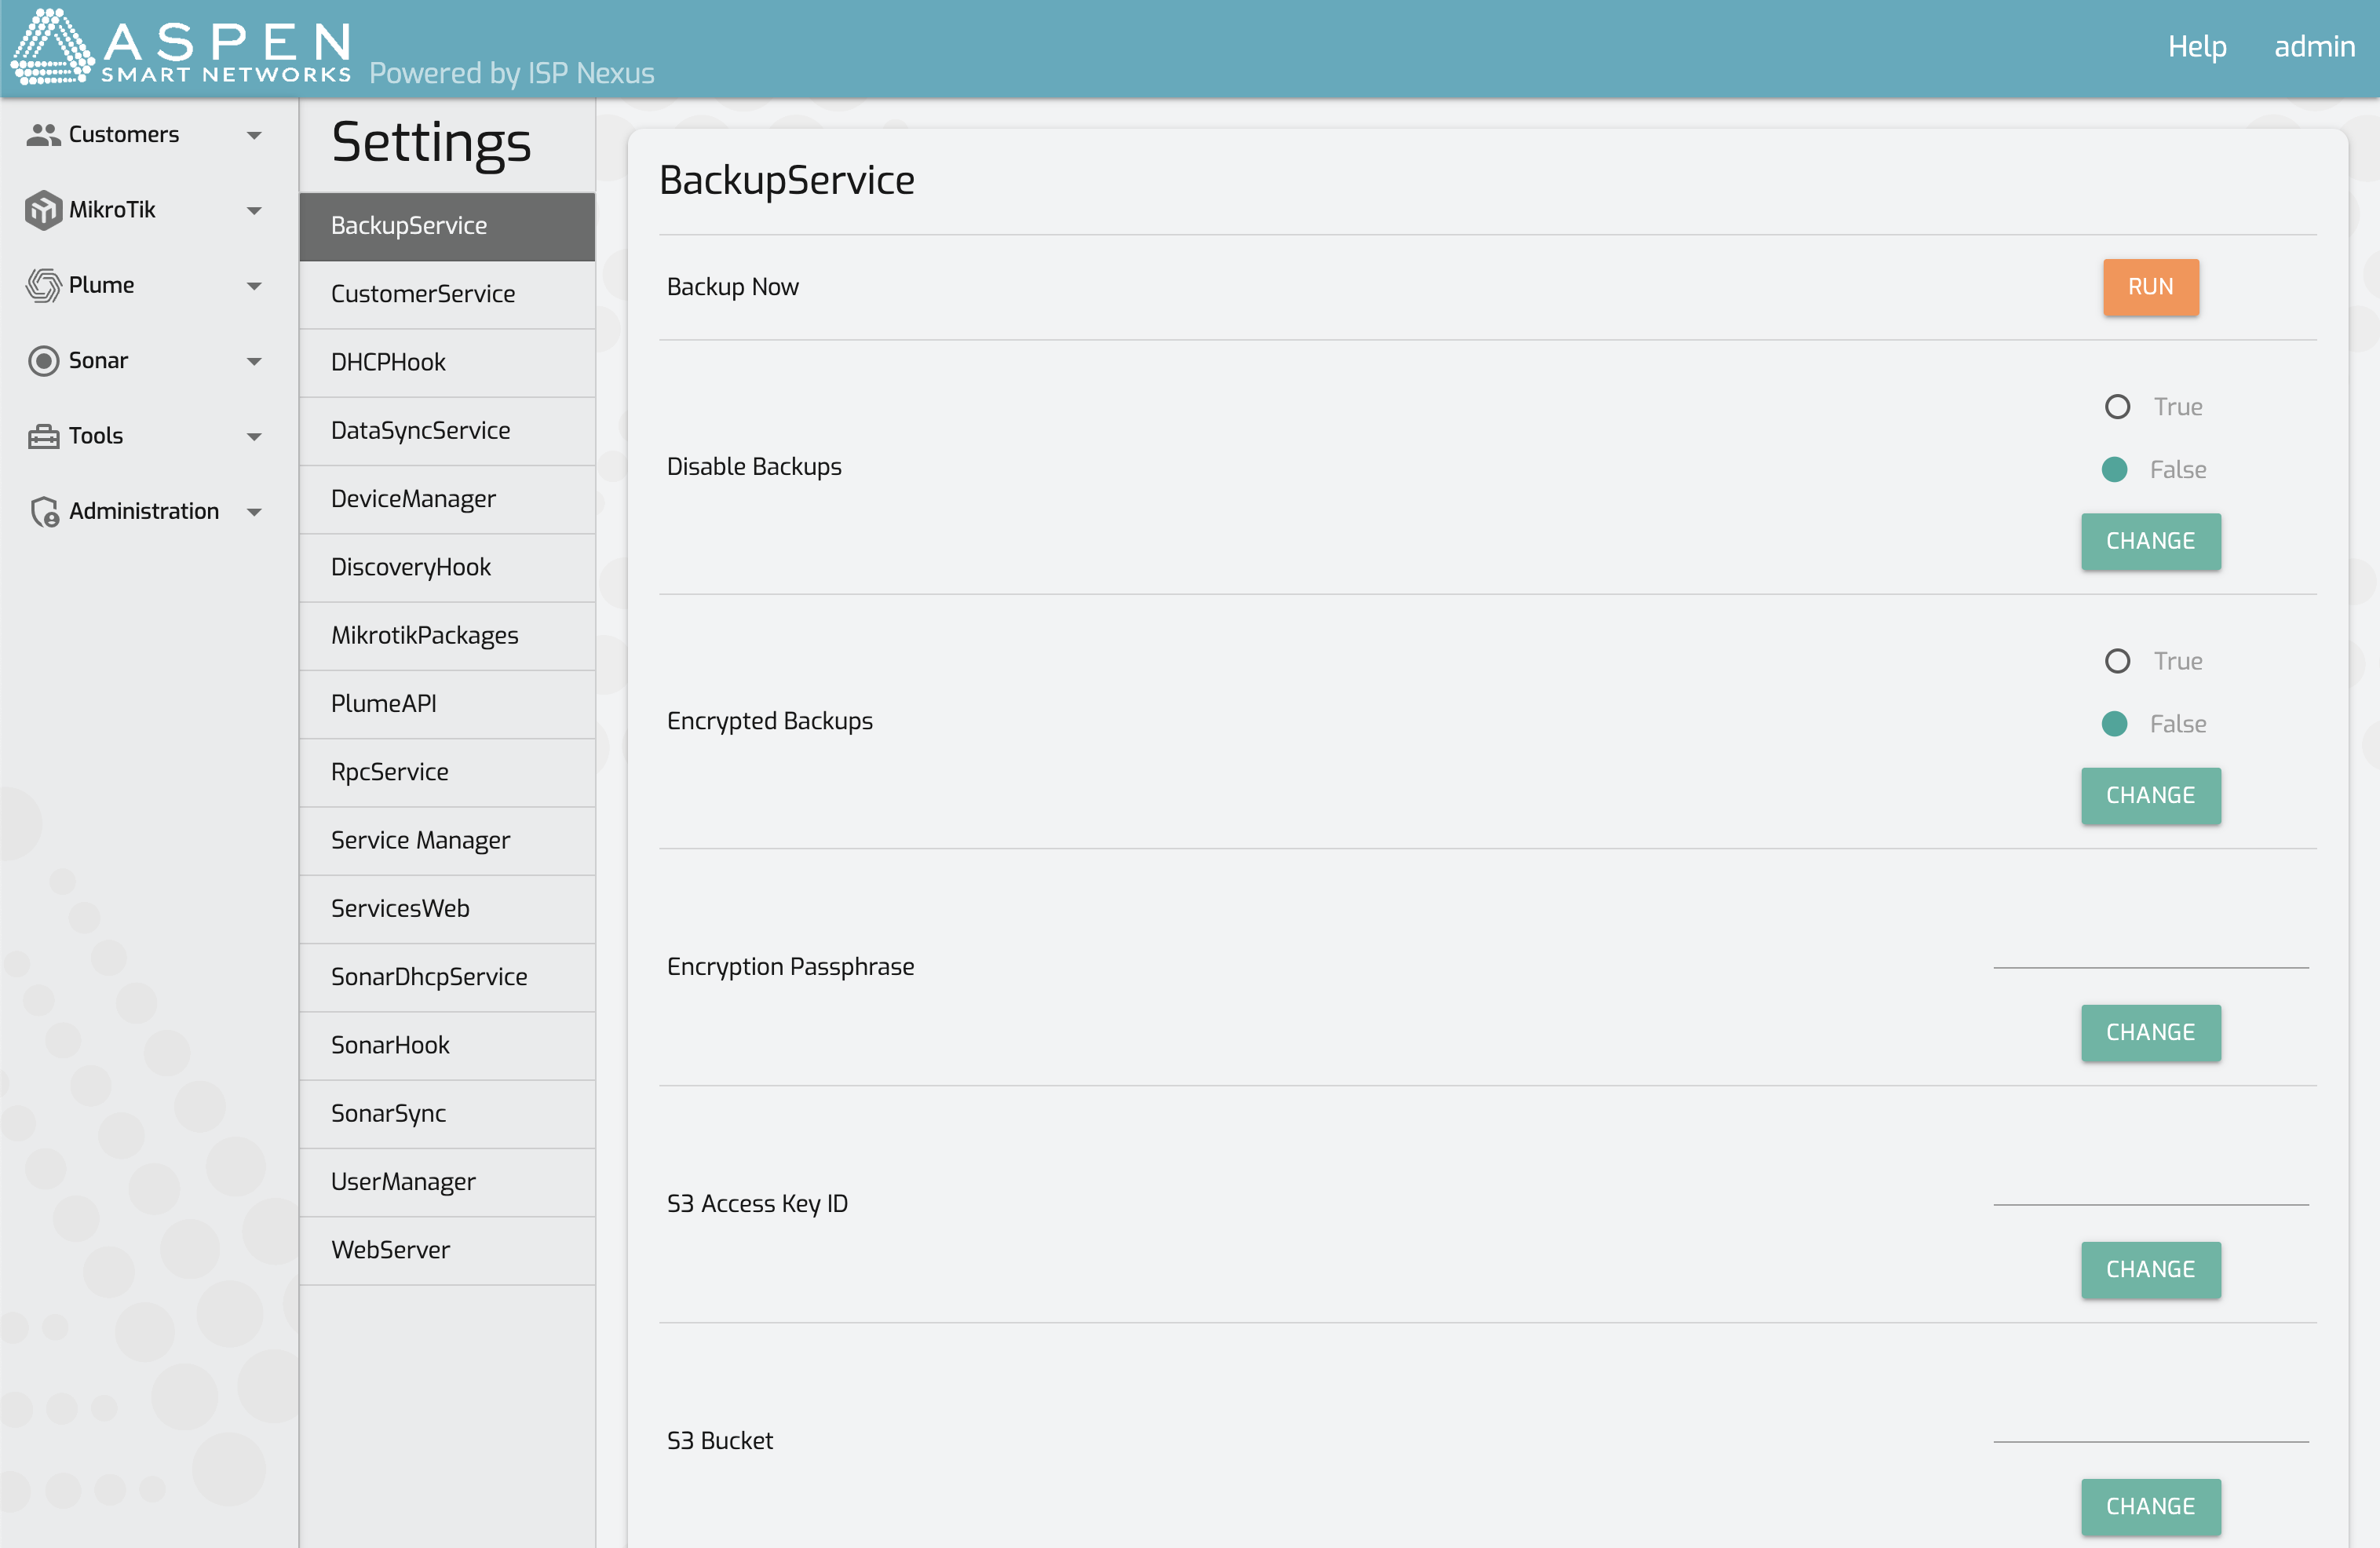 ASPEN
SMART NETWORKS
Powered by ISP Nexus
Help
admin
Customers
MikroTik
Plume
Sonar
Tools
Administration
Settings
BackupService
CustomerService
DHCPHook
DataSyncService
DeviceManager
DiscoveryHook
MikrotikPackages
PlumeAPI
RpcService
Service Manager
ServicesWeb
SonarDhcpService
SonarHook
SonarSync
UserManager
WebServer
BackupService
Backup Now
RUN
Disable Backups
True
False
CHANGE
Encrypted Backups
True
False
CHANGE
Encryption Passphrase
CHANGE
S3 Access Key ID
CHANGE
S3 Bucket
CHANGE